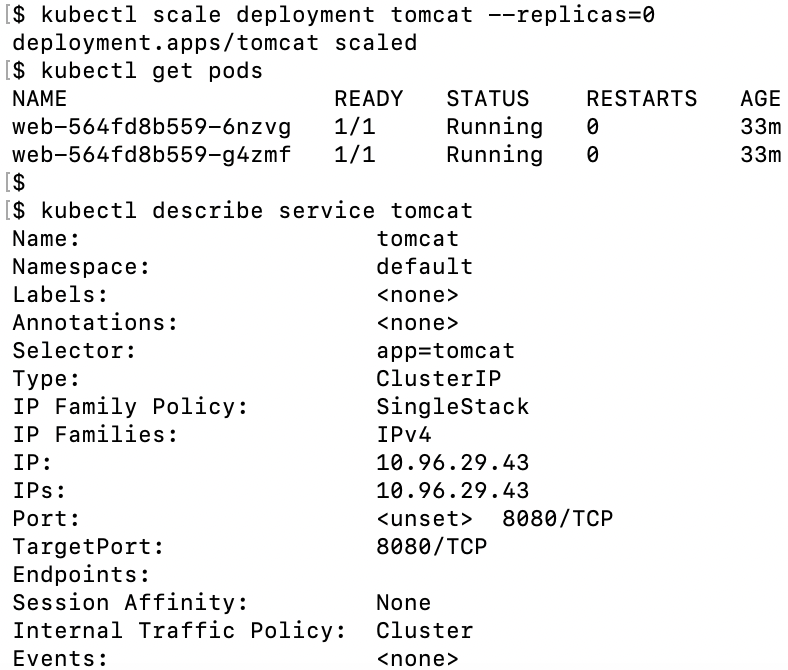 [$ kubectl scale deployment tomcat --replicas=0
deployment.apps/tomcat scaled
[$ kubectl get pods
NAME                   READY   STATUS    RESTARTS   AGE
web-564fd8b559-6nzvg   1/1     Running   0          33m
web-564fd8b559-g4zmf   1/1     Running   0          33m
[$
[$ kubectl describe service tomcat
Name:                     tomcat
Namespace:                default
Labels:                   <none>
Annotations:              <none>
Selector:                 app=tomcat
Type:                     ClusterIP
IP Family Policy:         SingleStack
IP Families:              IPv4
IP:                       10.96.29.43
IPs:                      10.96.29.43
Port:                     <unset>  8080/TCP
TargetPort:               8080/TCP
Endpoints:
Session Affinity:         None
Internal Traffic Policy:  Cluster
Events:                   <none>